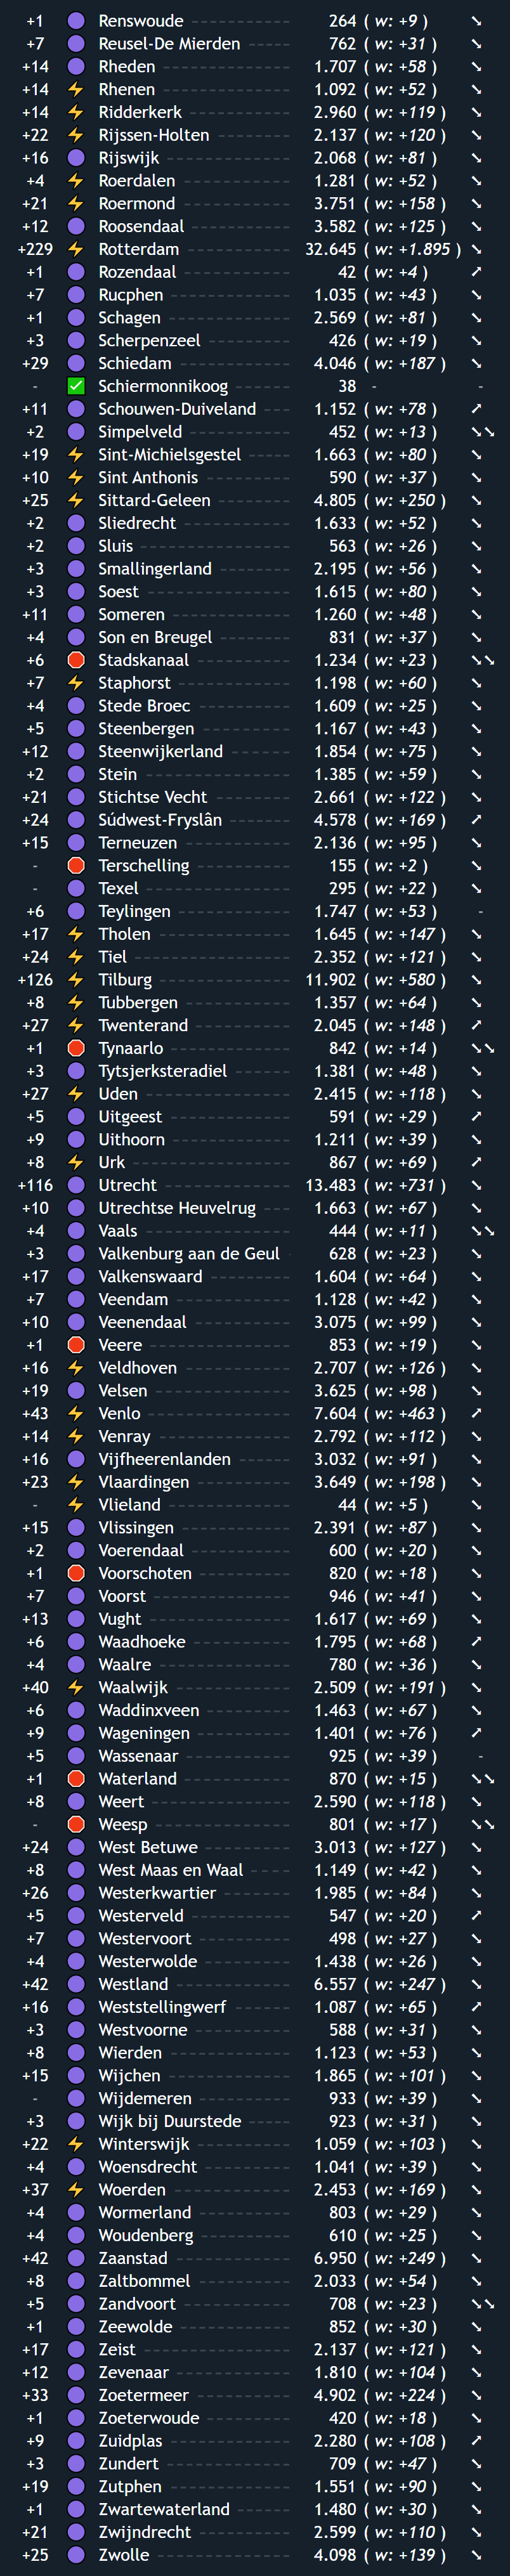 +1 Renswoude 264 ( w: +9 ) ➘
+7 Reusel-De Mierden 762 ( w: +31 ) ➘
+14 Rheden 1.707 ( w: +58 ) ➘
+14 Rhenen 1.092 ( w: +52 ) ➘
+14 Ridderkerk 2.960 ( w: +119 ) ➘
+22 Rijssen-Holten 2.137 ( w: +120 ) ➘
+16 Rijswijk 2.068 ( w: +81 ) ➘
+4 Roerdalen 1.281 ( w: +52 ) ➘
+21 Roermond 3.751 ( w: +158 ) ➘
+12 Roosendaal 3.582 ( w: +125 ) ➘
+229 Rotterdam 32.645 ( w: +1.895 ) ➘
+1 Rozendaal 42 ( w: +4 ) ➚
+7 Rucphen 1.035 ( w: +43 ) ➘
+1 Schagen 2.569 ( w: +81 ) ➘
+3 Scherpenzeel 426 ( w: +19 ) ➘
+29 Schiedam 4.046 ( w: +187 ) ➘
- Schiermonnikoog 38 - -
+11 Schouwen-Duiveland 1.152 ( w: +78 ) ➚
+2 Simpelveld 452 ( w: +13 ) ➘➘
+19 Sint-Michielsgestel 1.663 ( w: +80 ) ➘
+10 Sint Anthonis 590 ( w: +37 ) ➘
+25 Sittard-Geleen 4.805 ( w: +250 ) ➘
+2 Sliedrecht 1.633 ( w: +52 ) ➘
+2 Sluis 563 ( w: +26 ) ➘
+3 Smallingerland 2.195 ( w: +56 ) ➘
+3 Soest 1.615 ( w: +80 ) ➘
+11 Someren 1.260 ( w: +48 ) ➘
+4 Son en Breugel 831 ( w: +37 ) ➘
+6 Stadskanaal 1.234 ( w: +23 ) ➘➘
+7 Staphorst 1.198 ( w: +60 ) ➘
+4 Stede Broec 1.609 ( w: +25 ) ➘
+5 Steenbergen 1.167 ( w: +43 ) ➘
+12 Steenwijkerland 1.854 ( w: +75 ) ➘
+2 Stein 1.385 ( w: +59 ) ➘
+21 Stichtse Vecht 2.661 ( w: +122 ) ➘
+24 Súdwest-Fryslân 4.578 ( w: +169 ) ➚
+15 Terneuzen 2.136 ( w: +95 ) ➘
- Terschelling 155 ( w: +2 ) ➘
- Texel 295 ( w: +22 ) ➘
+6 Teylingen 1.747 ( w: +53 ) -
+17 Tholen 1.645 ( w: +147 ) ➘
+24 Tiel 2.352 ( w: +121 ) ➘
+126 Tilburg 11.902 ( w: +580 ) ➘
+8 Tubbergen 1.357 ( w: +64 ) ➘
+27 Twenterand 2.045 ( w: +148 ) ➚
+1 Tynaarlo 842 ( w: +14 ) ➘➘
+3 Tytsjerksteradiel 1.381 ( w: +48 ) ➘
+27 Uden 2.415 ( w: +118 ) ➘
+5 Uitgeest 591 ( w: +29 ) ➚
+9 Uithoorn 1.211 ( w: +39 ) ➘
+8 Urk 867 ( w: +69 ) ➚
+116 Utrecht 13.483 ( w: +731 ) ➘
+10 Utrechtse Heuvelrug 1.663 ( w: +67 ) ➘
+4 Vaals 444 ( w: +11 ) ➘➘
+3 Valkenburg aan de Geul 628 ( w: +23 ) ➘
+17 Valkenswaard 1.604 ( w: +64 ) ➘
+7 Veendam 1.128 ( w: +42 ) ➘
+10 Veenendaal 3.075 ( w: +99 ) ➘
+1 Veere 853 ( w: +19 ) ➘
+16 Veldhoven 2.707 ( w: +126 ) ➘
+19 Velsen 3.625 ( w: +98 ) ➘
+43 Venlo 7.604 ( w: +463 ) ➚
+14 Venray 2.792 ( w: +112 ) ➘
+16 Vijfheerenlanden 3.032 ( w: +91 ) ➘
+23 Vlaardingen 3.649 ( w: +198 ) ➘
- Vlieland 44 ( w: +5 ) ➘
+15 Vlissingen 2.391 ( w: +87 ) ➘
+2 Voerendaal 600 ( w: +20 ) ➘
+1 Voorschoten 820 ( w: +18 ) ➘
+7 Voorst 946 ( w: +41 ) ➘
+13 Vught 1.617 ( w: +69 ) ➘
+6 Waadhoeke 1.795 ( w: +68 ) ➚
+4 Waalre 780 ( w: +36 ) ➘
+40 Waalwijk 2.509 ( w: +191 ) ➘
+6 Waddinxveen 1.463 ( w: +67 ) ➘
+9 Wageningen 1.401 ( w: +76 ) ➚
+5 Wassenaar 925 ( w: +39 ) -
+1 Waterland 870 ( w: +15 ) ➘➘
+8 Weert 2.590 ( w: +118 ) ➘
- Weesp 801 ( w: +17 ) ➘➘
+24 West Betuwe 3.013 ( w: +127 ) ➘
+8 West Maas en Waal 1.149 ( w: +42 ) ➘
+26 Westerkwartier 1.985 ( w: +84 ) ➘
+5 Westerveld 547 ( w: +20 ) ➚
+7 Westervoort 498 ( w: +27 ) ➘
+4 Westerwolde 1.438 ( w: +26 ) ➘
+42 Westland 6.557 ( w: +247 ) ➘
+16 Weststellingwerf 1.087 ( w: +65 ) ➚
+3 Westvoorne 588 ( w: +31 ) ➘
+8 Wierden 1.123 ( w: +53 ) ➘
+15 Wijchen 1.865 ( w: +101 ) ➘
- Wijdemeren 933 ( w: +39 ) ➘
+3 Wijk bij Duurstede 923 ( w: +31 ) ➘
+22 Winterswijk 1.059 ( w: +103 ) ➘
+4 Woensdrecht 1.041 ( w: +39 ) ➘
+37 Woerden 2.453 ( w: +169 ) ➘
+4 Wormerland 803 ( w: +29 ) ➘
+4 Woudenberg 610 ( w: +25 ) ➘
+42 Zaanstad 6.950 ( w: +249 ) ➘
+8 Zaltbommel 2.033 ( w: +54 ) ➘
+5 Zandvoort 708 ( w: +23 ) ➘➘
+1 Zeewolde 852 ( w: +30 ) ➘
+17 Zeist 2.137 ( w: +121 ) ➘
+12 Zevenaar 1.810 ( w: +104 ) ➘
+33 Zoetermeer 4.902 ( w: +224 ) ➘
+1 Zoeterwoude 420 ( w: +18 ) ➘
+9 Zuidplas 2.280 ( w: +108 ) ➚
+3 Zundert 709 ( w: +47 ) ➘
+19 Zutphen 1.551 ( w: +90 ) ➘
+1 Zwartewaterland 1.480 ( w: +30 ) ➘
+21 Zwijndrecht 2.599 ( w: +110 ) ➘
+25 Zwolle 4.098 ( w: +139 ) ➘